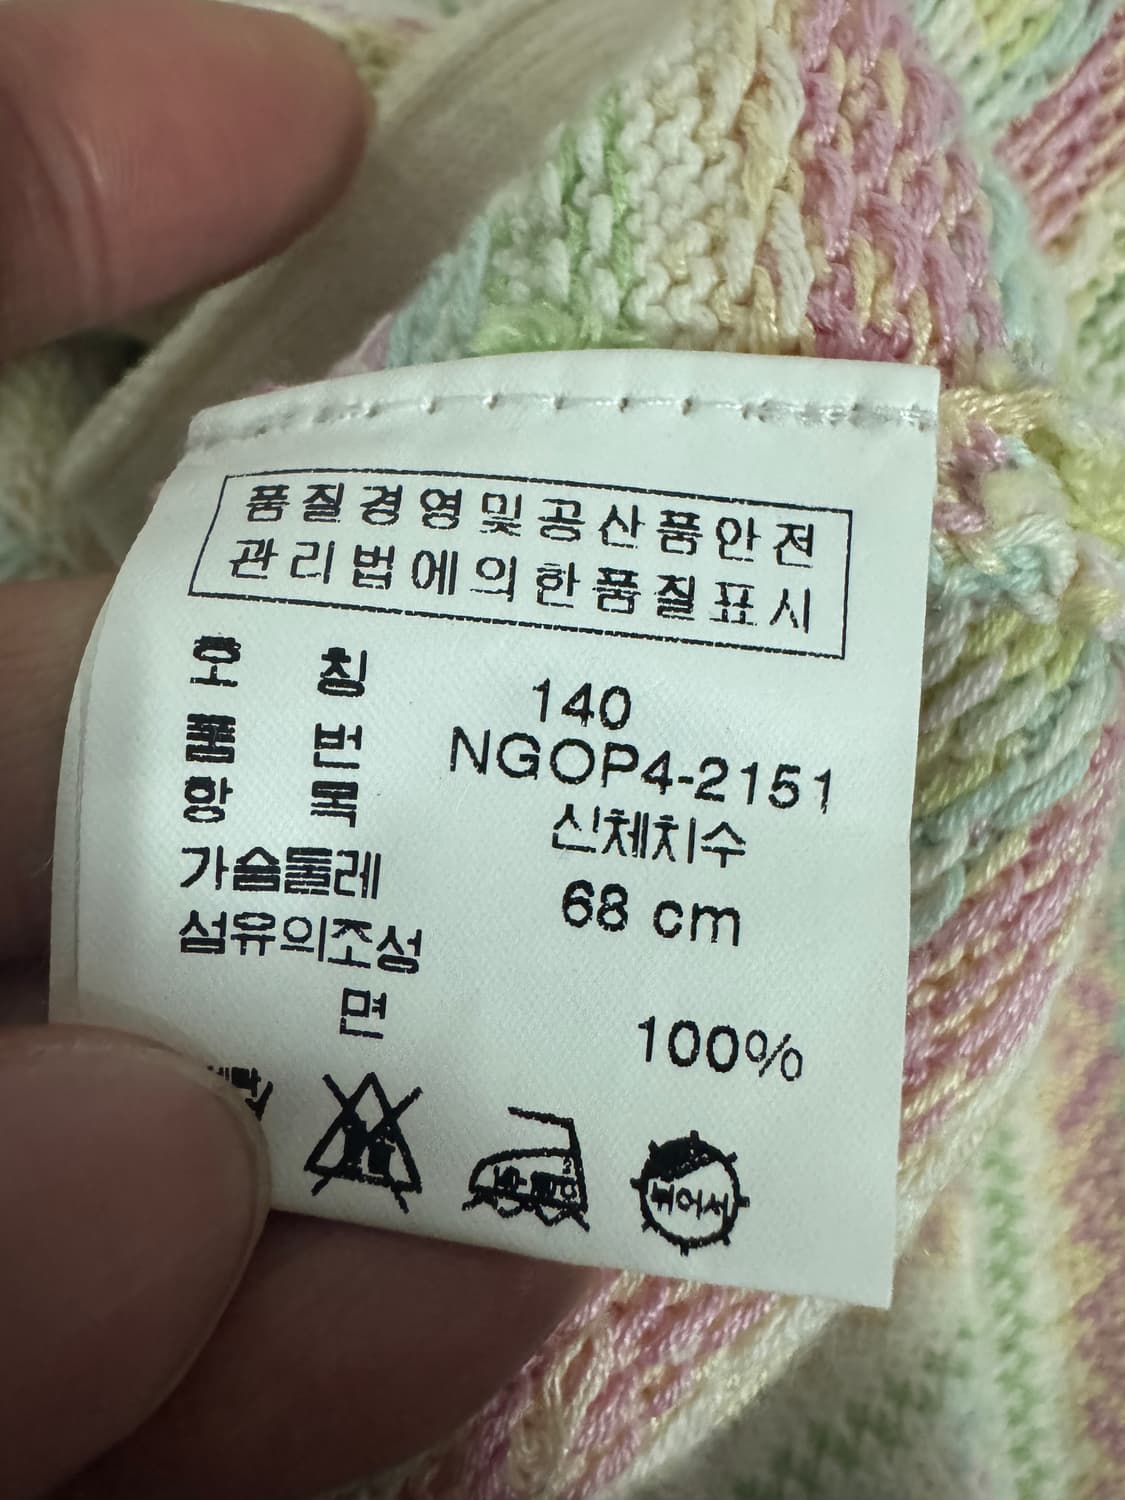 품질경영및공산품안전
관리법에의한품질표시
호 칭 140
품 번 NGOP4-2151
항 목 신체치수
가슴둘레 68 cm
섬유의조성
면 100%
뉘어서